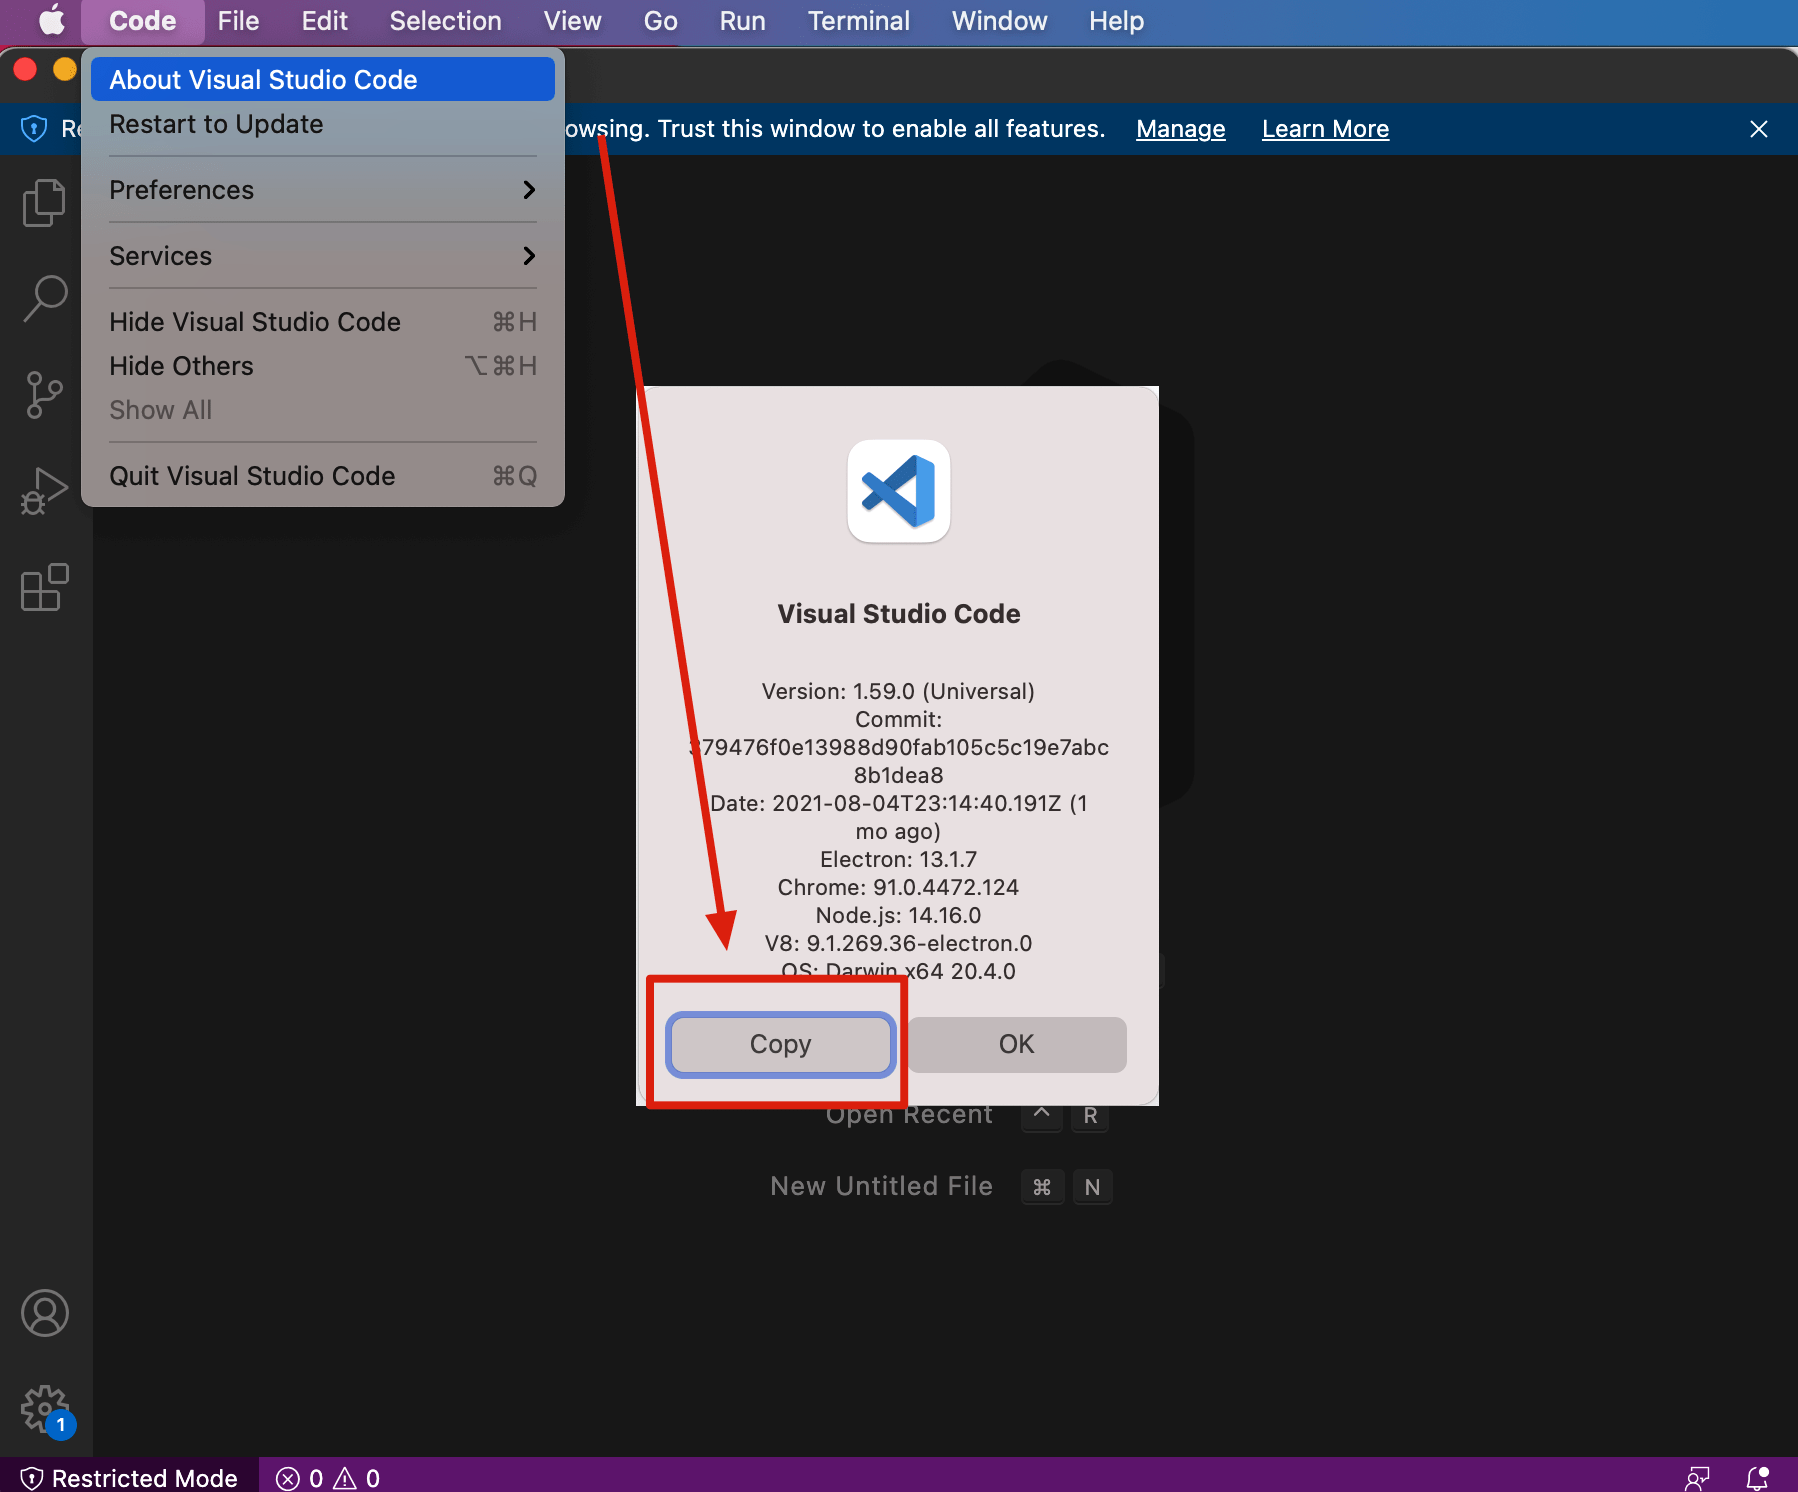 Code File Edit Selection View Go Run Terminal Window Help
About Visual Studio Code
Restart to Update
owsing. Trust this window to enable all features. Manage Learn More
Preferences
Services
Hide Visual Studio Code ⌘H
Hide Others ⌥⌘H
Show All
Quit Visual Studio Code ⌘Q
Visual Studio Code
Version: 1.59.0 (Universal)
Commit:
379476f0e13988d90fab105c5c19e7abc
8b1dea8
Date: 2021-08-04T23:14:40.191Z (1
mo ago)
Electron: 13.1.7
Chrome: 91.0.4472.124
Node.js: 14.16.0
V8: 9.1.269.36-electron.0
OS: Darwin x64 20.4.0
Copy OK
Open Recent ^ R
New Untitled File ⌘ N
1
Restricted Mode 0 0